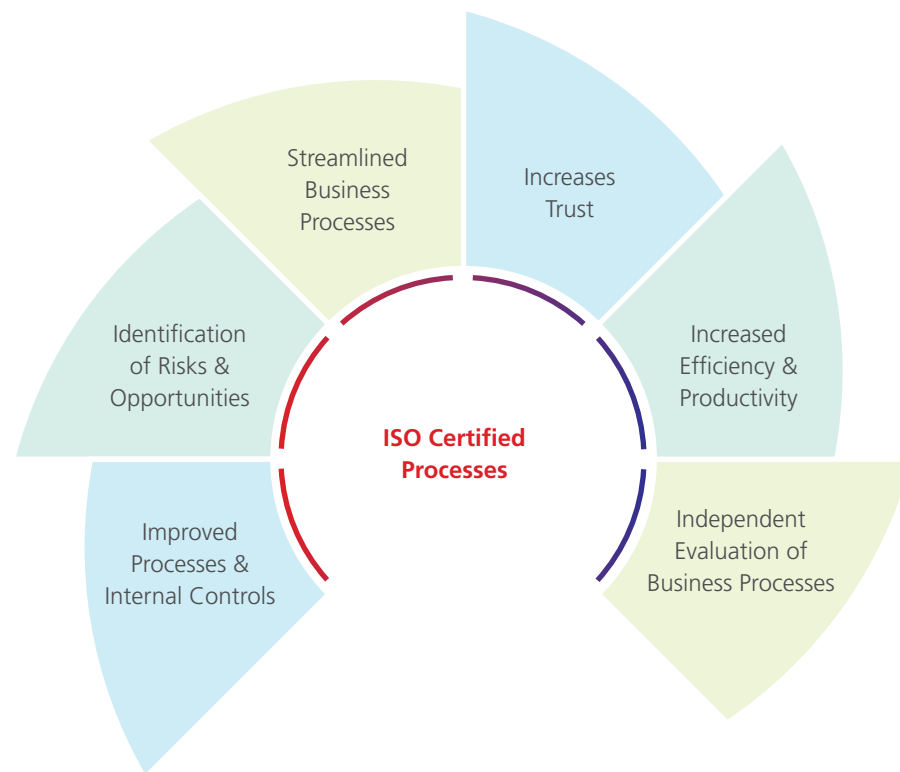 Streamlined
Business
Processes
Increases
Trust
Identification
of Risks &
Opportunities
Increased
Efficiency &
Productivity
ISO Certified
Processes
Improved
Processes &
Internal Controls
Independent
Evaluation of
Business Processes